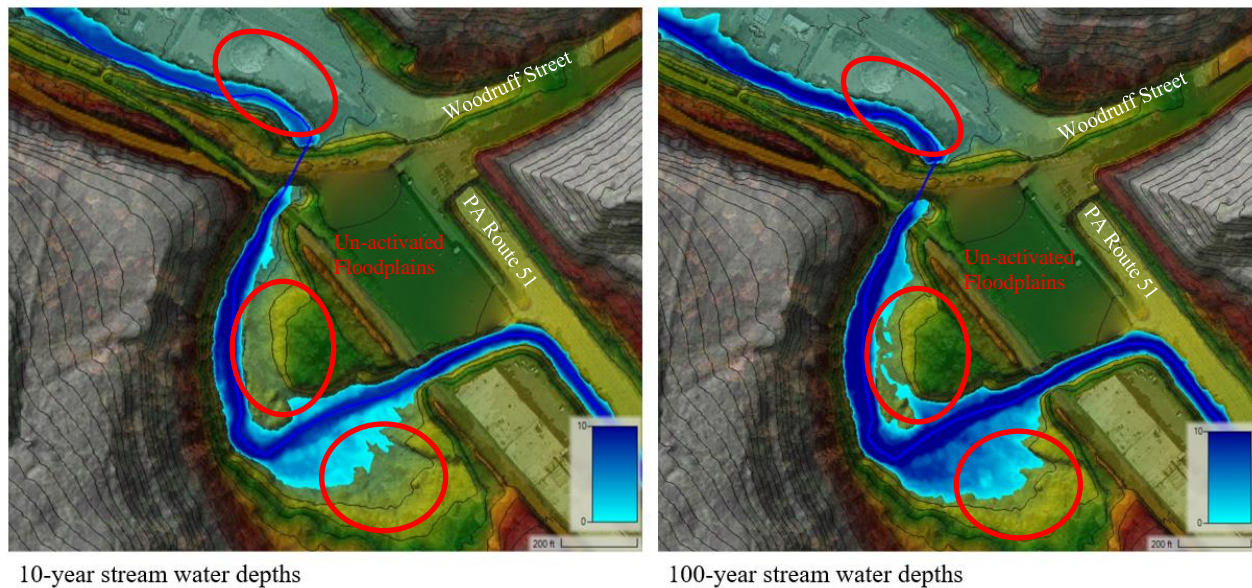 Woodruff Street
PA Route 51
Un-activated
Floodplains
10
0
200 ft
10-year stream water depths
Woodruff Street
PA Route 51
Un-activated
Floodplains
10
0
200 ft
100-year stream water depths